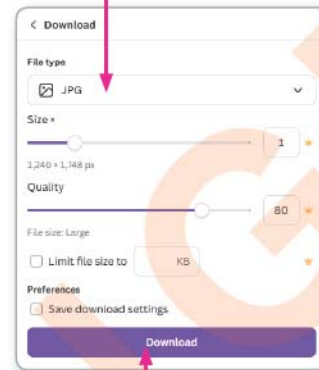 < Download
File type
JPG
Size ×
1
1,240 × 1,748 px
Quality
80
File size: Large
Limit file size to KB
Preferences
Save download settings
Download